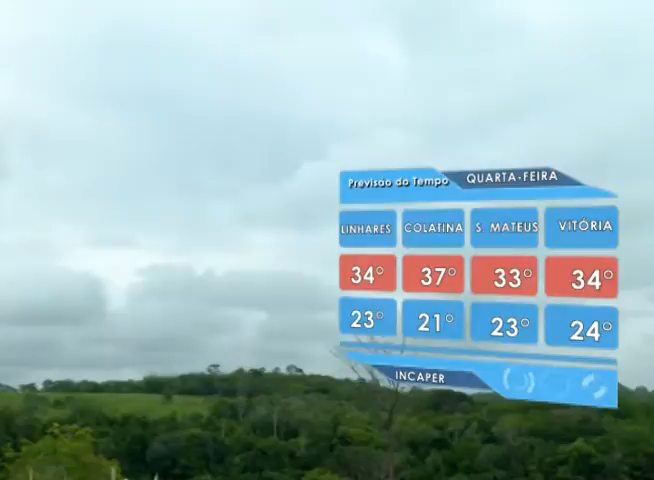 Previsão do Tempo QUARTA-FEIRA
LINHARES COLATINA S. MATEUS VITÓRIA
34° 37° 33° 34°
23° 21° 23° 24°
INCAPER